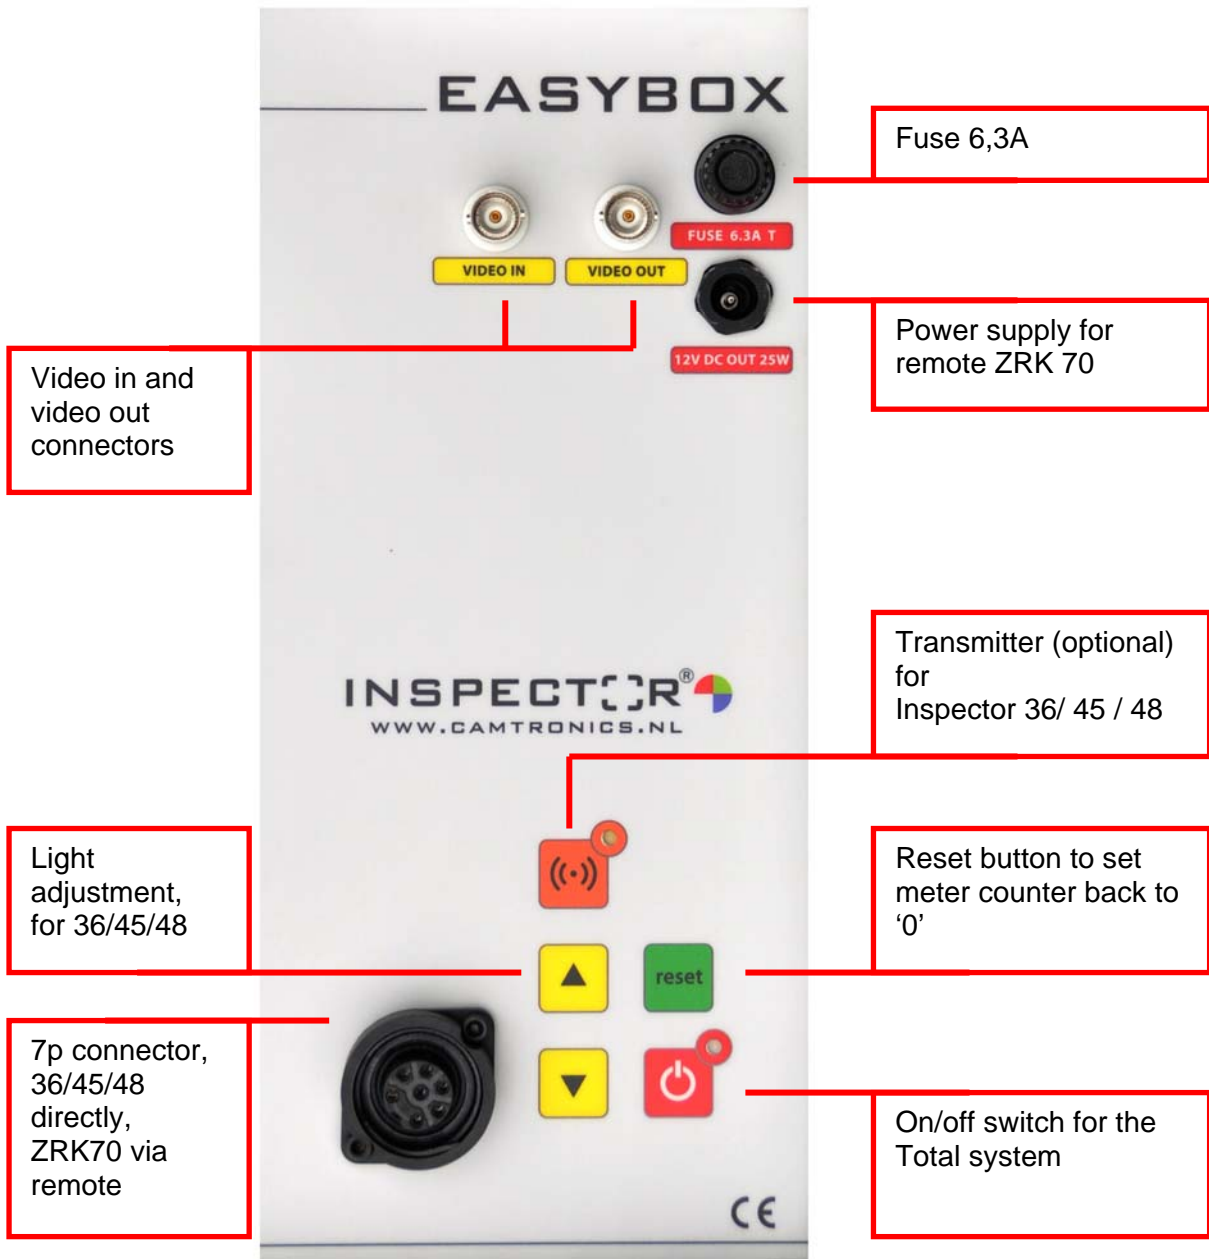 EASYBOX
Fuse 6,3A
FUSE 6.3A T
VIDEO IN
VIDEO OUT
Power supply for
remote ZRK 70
12V DC OUT 25W
Video in and
video out
connectors
Transmitter (optional)
for
Inspector 36/ 45 / 48
INSPECTOR®
WWW.CAMTRONICS.NL
Light
adjustment,
for 36/45/48
Reset button to set
meter counter back to
‘0’
reset
7p connector,
36/45/48
directly,
ZRK70 via
remote
On/off switch for the
Total system
CE